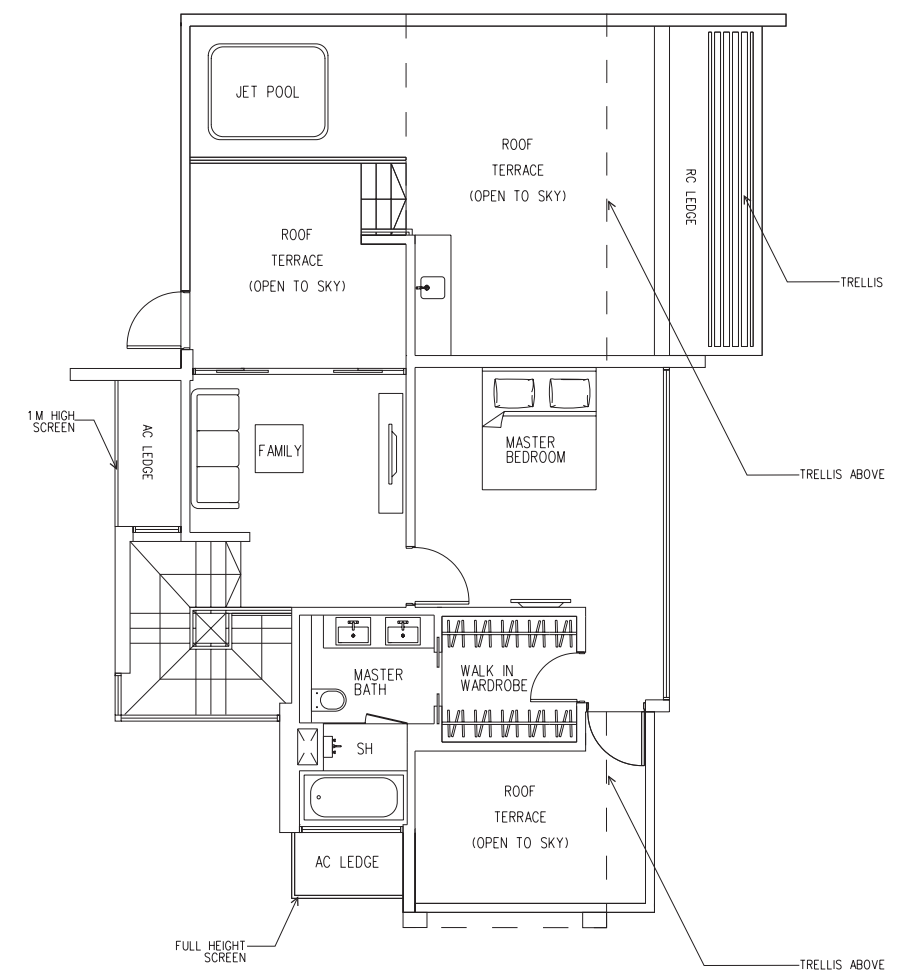 JET POOL
ROOF
TERRACE
(OPEN TO SKY)
RC LEDGE
ROOF
TERRACE
(OPEN TO SKY)
TRELLIS
1M HIGH
SCREEN
AC LEDGE
FAMILY
MASTER
BEDROOM
TRELLIS ABOVE
MASTER
BATH
WALK IN
WARDROBE
SH
ROOF
TERRACE
(OPEN TO SKY)
AC LEDGE
FULL HEIGHT
SCREEN
TRELLIS ABOVE